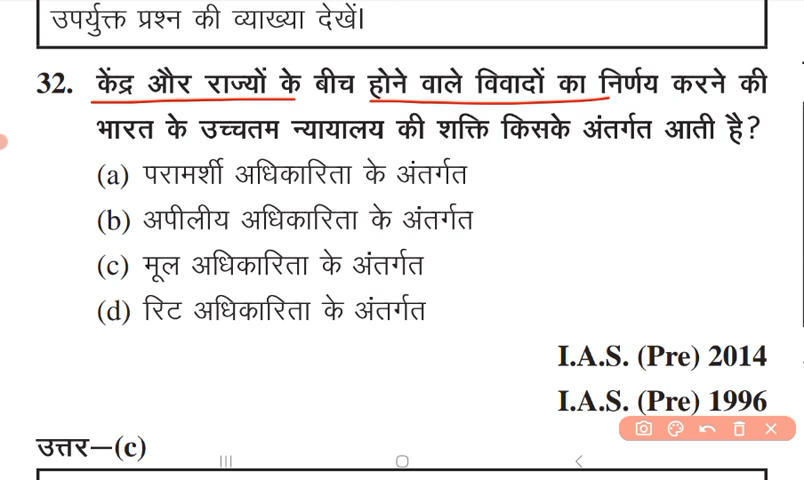 उपर्युक्त प्रश्न की व्याख्या देखें।
32. केंद्र और राज्यों के बीच होने वाले विवादों का निर्णय करने की
भारत के उच्चतम न्यायालय की शक्ति किसके अंतर्गत आती है?
(a) परामर्शी अधिकारिता के अंतर्गत
(b) अपीलीय अधिकारिता के अंतर्गत
(c) मूल अधिकारिता के अंतर्गत
(d) रिट अधिकारिता के अंतर्गत
I.A.S. (Pre) 2014
I.A.S. (Pre) 1996
उत्तर—(c)